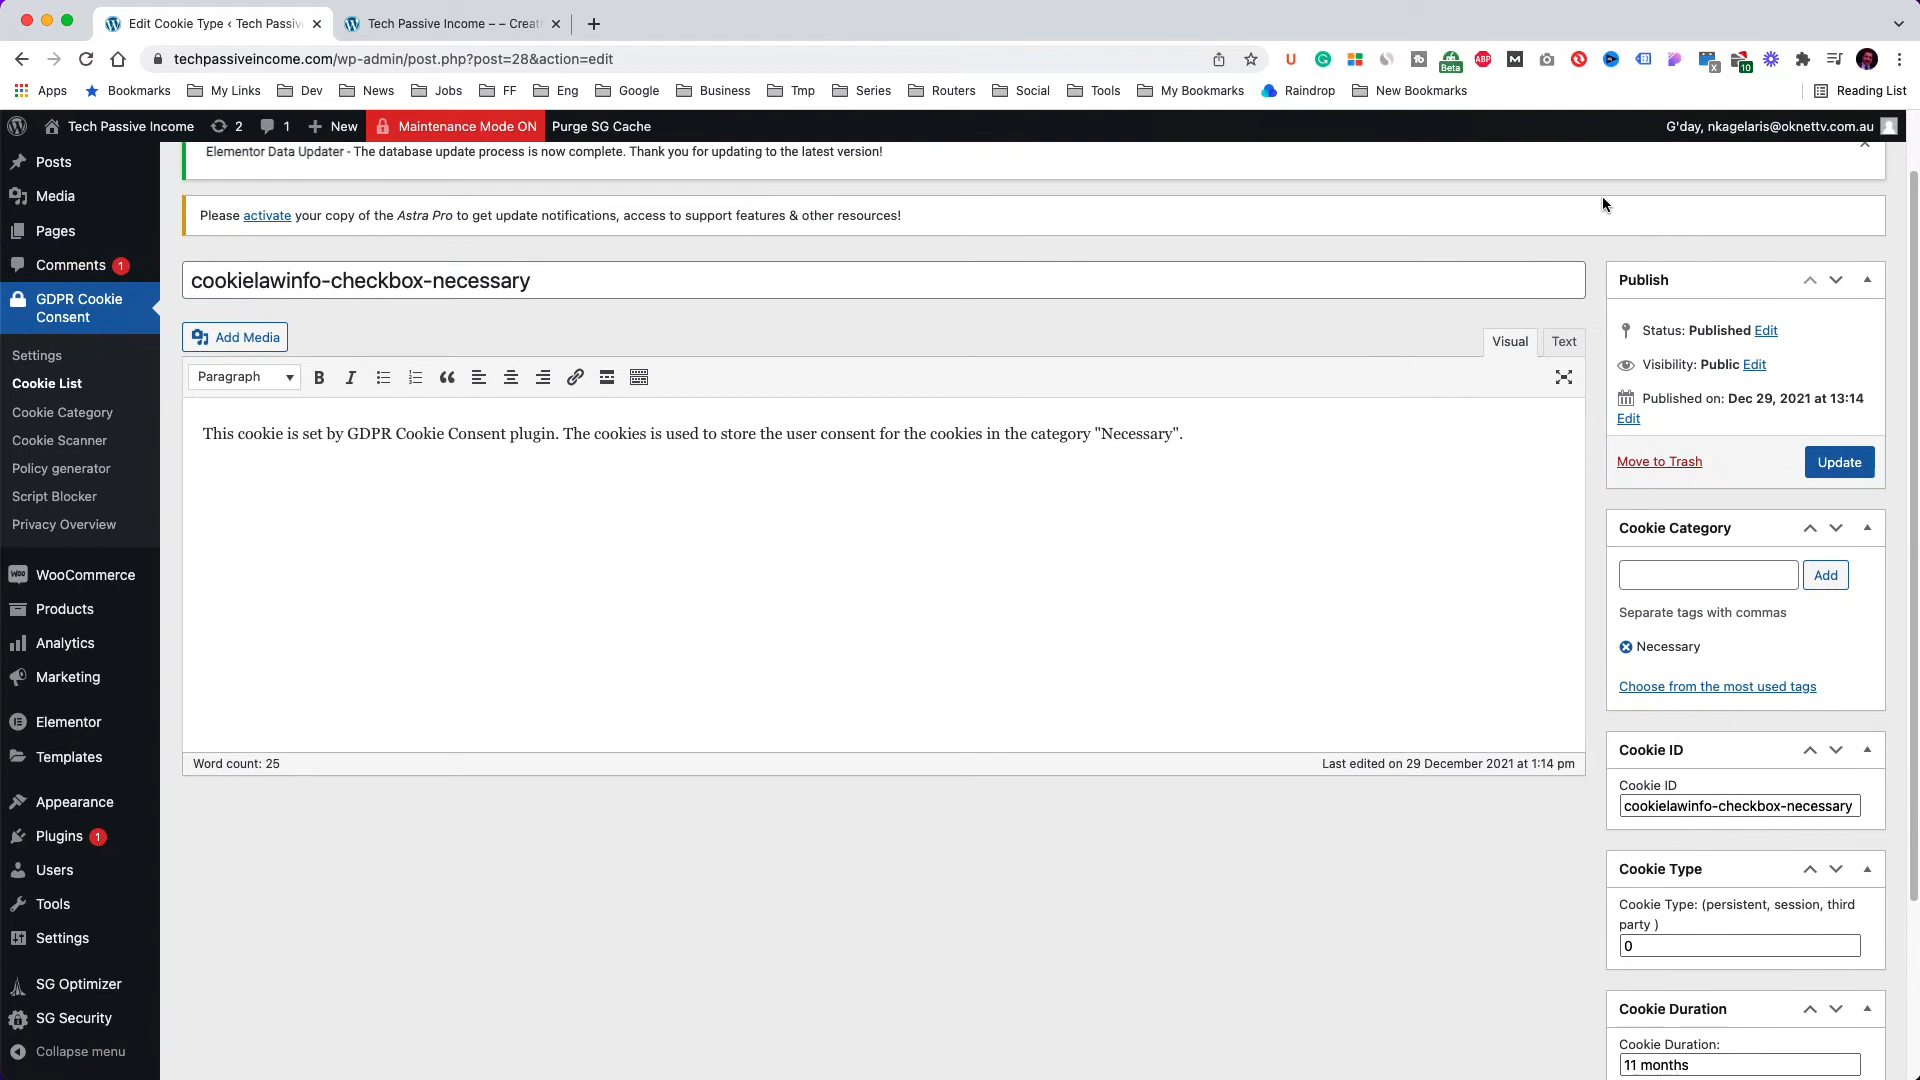 Edit Cookie Type ‹ Tech Passiv
Tech Passive Income – – Creat
techpassiveincome.com/wp-admin/post.php?post=28&action=edit
Apps
Bookmarks
My Links
Dev
News
Jobs
FF
Eng
Google
Business
Tmp
Series
Routers
Social
Tools
My Bookmarks
Raindrop
New Bookmarks
Reading List
Beta
ABP
10
Tech Passive Income
2
1
New
Maintenance Mode ON
Purge SG Cache
G'day, nkagelaris@oknettv.com.au
Posts
Media
Pages
Comments 1
GDPR Cookie
Consent
Settings
Cookie List
Cookie Category
Cookie Scanner
Policy generator
Script Blocker
Privacy Overview
WooCommerce
Products
Analytics
Marketing
Elementor
Templates
Appearance
Plugins 1
Users
Tools
Settings
SG Optimizer
SG Security
Collapse menu
Elementor Data Updater - The database update process is now complete. Thank you for updating to the latest version!
Please activate your copy of the Astra Pro to get update notifications, access to support features & other resources!
cookielawinfo-checkbox-necessary
Add Media
Visual
Text
Paragraph
This cookie is set by GDPR Cookie Consent plugin. The cookies is used to store the user consent for the cookies in the category "Necessary".
Word count: 25
Last edited on 29 December 2021 at 1:14 pm
Publish
Status: Published Edit
Visibility: Public Edit
Published on: Dec 29, 2021 at 13:14
Edit
Move to Trash
Update
Cookie Category
Add
Separate tags with commas
Necessary
Choose from the most used tags
Cookie ID
Cookie ID
cookielawinfo-checkbox-necessary
Cookie Type
Cookie Type: (persistent, session, third
party )
0
Cookie Duration
Cookie Duration:
11 months